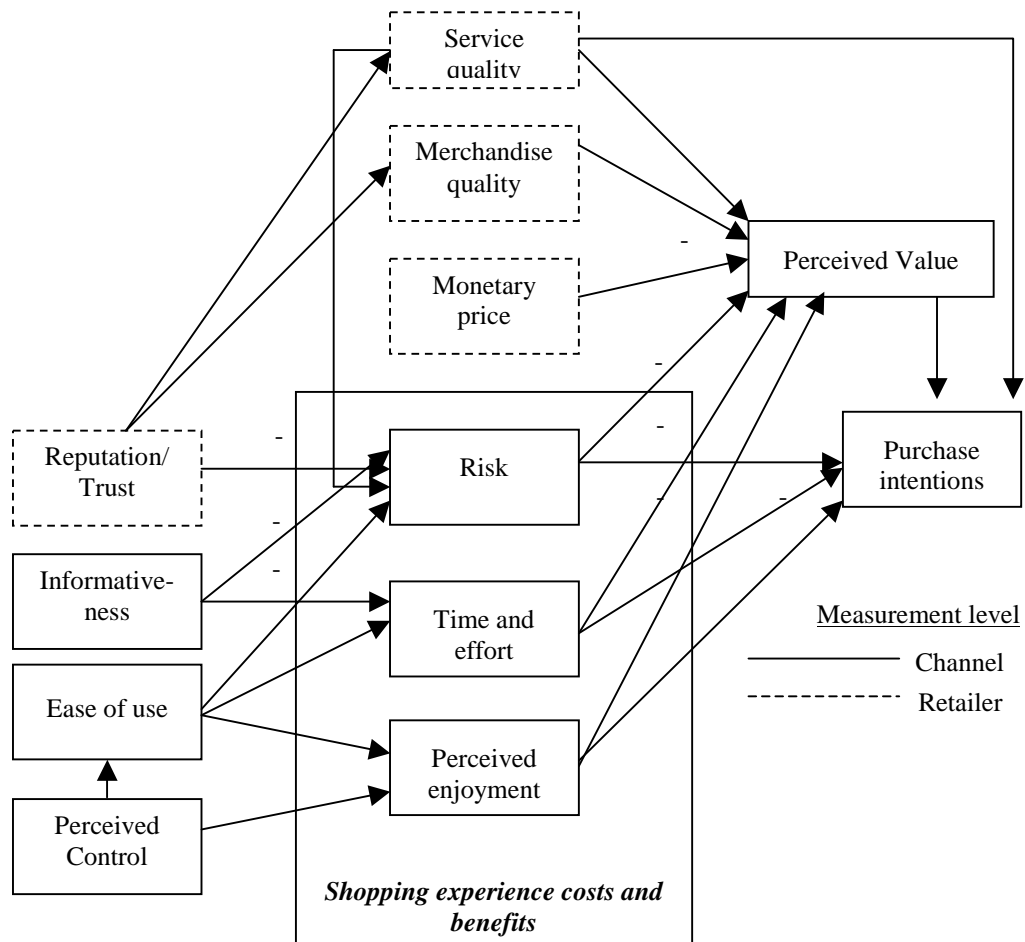 Service
quality
Merchandise
quality
-
Perceived Value
Monetary
price
-
-
-
Reputation/
Trust
Risk
Purchase
intentions
-
-
-
-
Informative-
ness
Time and
effort
Measurement level
Channel
Retailer
Ease of use
Perceived
enjoyment
Perceived
Control
Shopping experience costs and
benefits